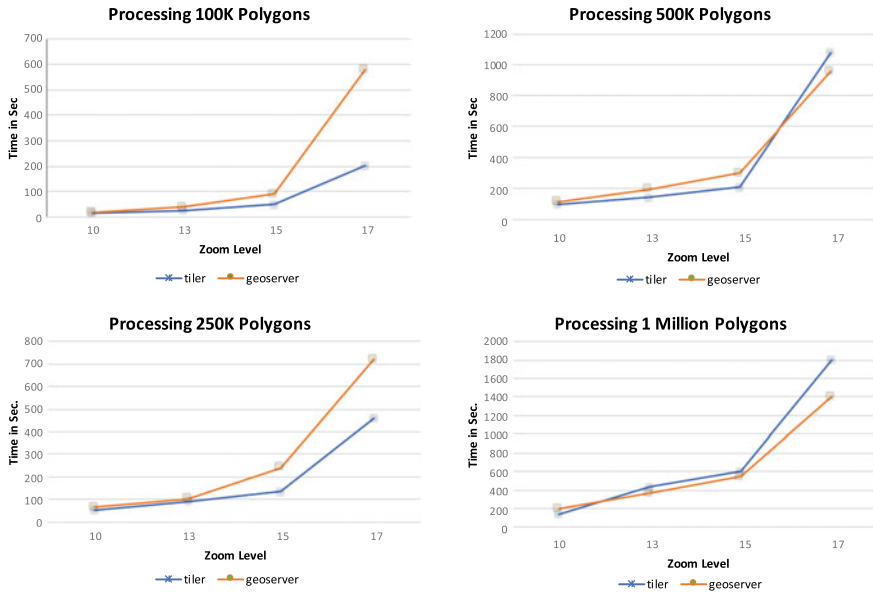 Processing 100K Polygons
Time in Sec
700
600
500
400
300
200
100
0
10 13 15 17
Zoom Level
tiler geoserver
Processing 500K Polygons
Time in Sec
1200
1000
800
600
400
200
0
10 13 15 17
Zoom Level
tiler geoserver
Processing 250K Polygons
Time in Sec.
800
700
600
500
400
300
200
100
0
10 13 15 17
Zoom Level
tiler geoserver
Processing 1 Million Polygons
Time in Sec.
2000
1800
1600
1400
1200
1000
800
600
400
200
0
10 13 15 17
Zoom Level
tiler geoserver